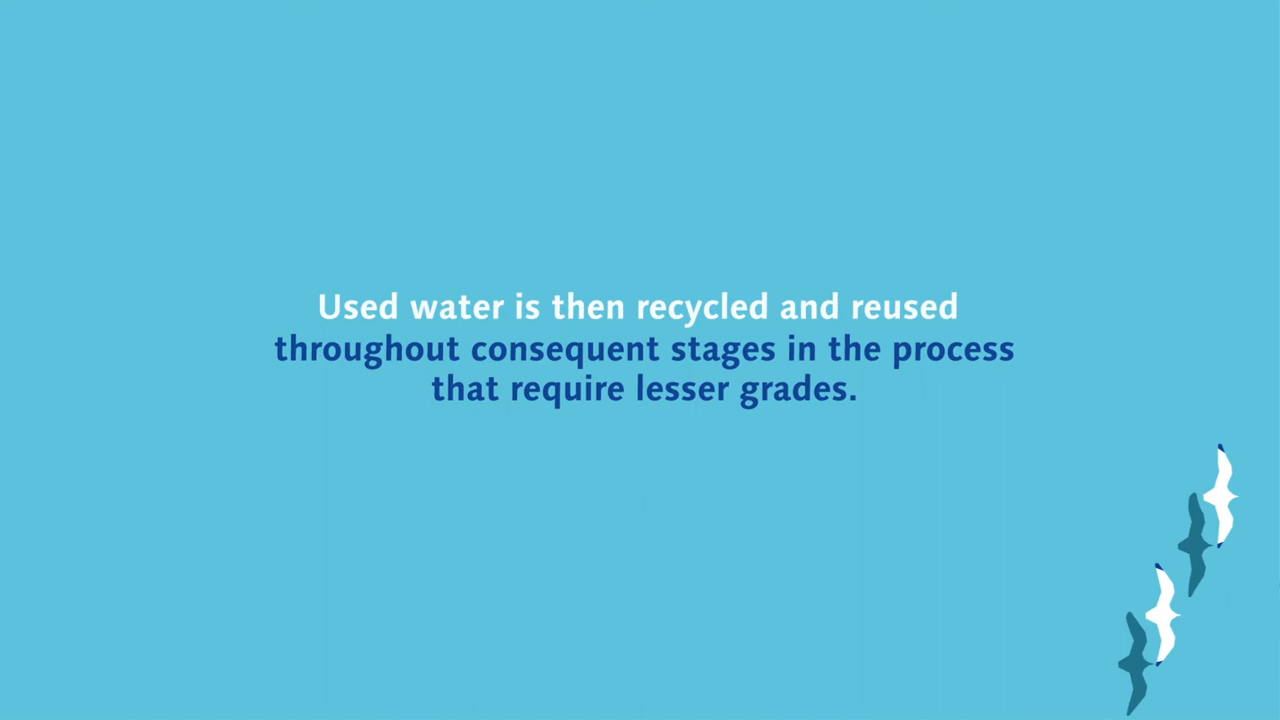 Used water is then recycled and reused
throughout consequent stages in the process
that require lesser grades.